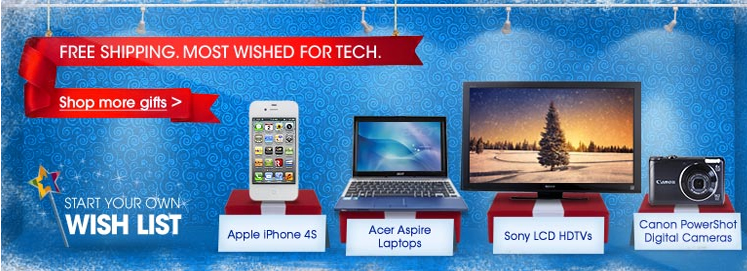 FREE SHIPPING. MOST WISHED FOR TECH.
Shop more gifts >
START YOUR OWN
WISH LIST
Apple iPhone 4S
Acer Aspire
Laptops
Sony LCD HDTVs
Canon
Canon PowerShot
Digital Cameras